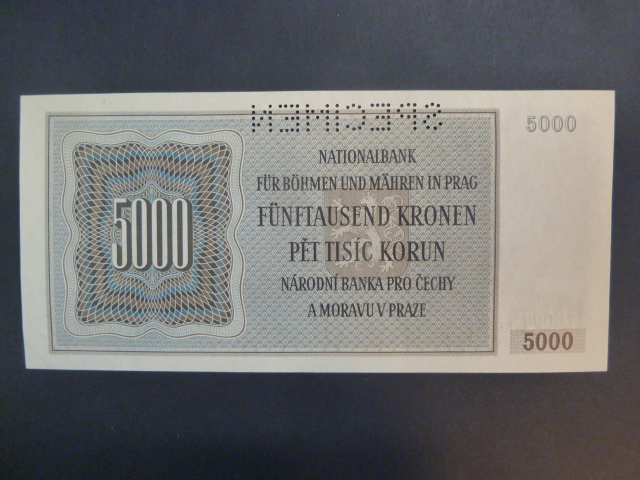 SPECIMEN
5000
NATIONALBANK
FÜR BÖHMEN UND MÄHREN IN PRAG
FÜNFTAUSEND KRONEN
PĚT TISÍC KORUN
NÁRODNÍ BANKA PRO ČECHY
A MORAVU V PRAZE
5000
5000